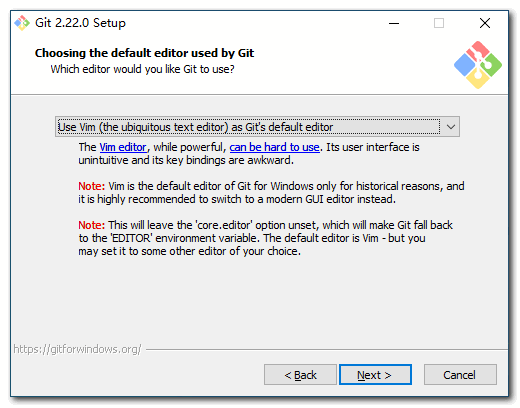 Git 2.22.0 Setup
Choosing the default editor used by Git
Which editor would you like Git to use?
Use Vim (the ubiquitous text editor) as Git's default editor
The Vim editor, while powerful, can be hard to use. Its user interface is
unintuitive and its key bindings are awkward.
Note: Vim is the default editor of Git for Windows only for historical reasons, and
it is highly recommended to switch to a modern GUI editor instead.
Note: This will leave the 'core.editor' option unset, which will make Git fall back
to the 'EDITOR' environment variable. The default editor is Vim - but you
may set it to some other editor of your choice.
https://gitforwindows.org/
< Back
Next >
Cancel